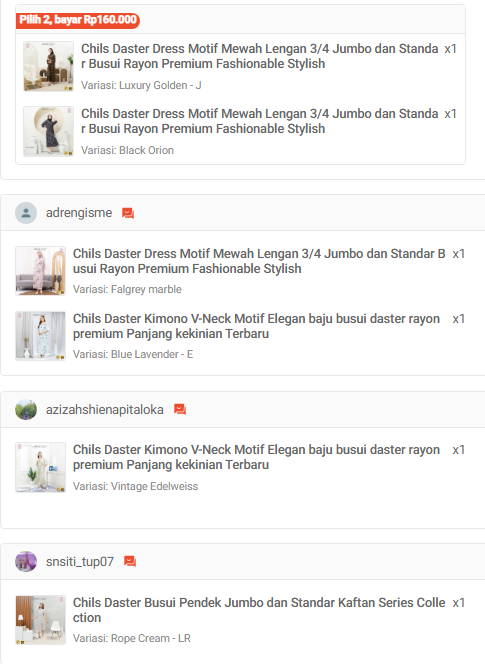 Pilih 2, bayar Rp160.000
Chils Daster Dress Motif Mewah Lengan 3/4 Jumbo dan Standa x1
r Busui Rayon Premium Fashionable Stylish
Variasi: Luxury Golden - J
Chils Daster Dress Motif Mewah Lengan 3/4 Jumbo dan Standa x1
r Busui Rayon Premium Fashionable Stylish
Variasi: Black Orion
adrengisme
Chils Daster Dress Motif Mewah Lengan 3/4 Jumbo dan Standar B x1
usui Rayon Premium Fashionable Stylish
Variasi: Falgrey marble
Chils Daster Kimono V-Neck Motif Elegan baju busui daster rayon x1
premium Panjang kekinian Terbaru
Variasi: Blue Lavender - E
azizahshienapitaloka
Chils Daster Kimono V-Neck Motif Elegan baju busui daster rayon x1
premium Panjang kekinian Terbaru
Variasi: Vintage Edelweiss
snsiti_tup07
Chils Daster Busui Pendek Jumbo dan Standar Kaftan Series Colle x1
ction
Variasi: Rope Cream - LR